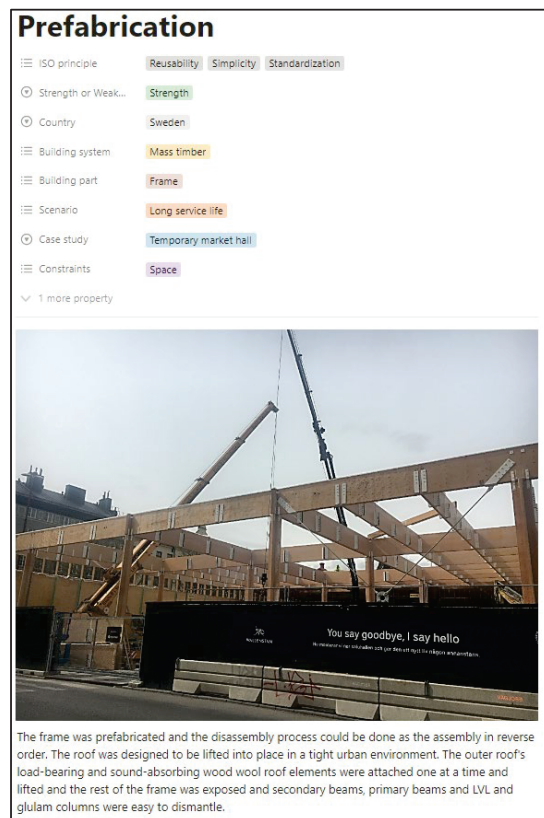 Prefabrication
ISO principle Reusability Simplicity Standardization
Strength or Weak... Strength
Country Sweden
Building system Mass timber
Building part Frame
Scenario Long service life
Case study Temporary market hall
Constraints Space
1 more property
You say goodbye, I say hello
The frame was prefabricated and the disassembly process could be done as the assembly in reverse
order. The roof was designed to be lifted into place in a tight urban environment. The outer roof's
load-bearing and sound-absorbing wood wool roof elements were attached one at a time and
lifted and the rest of the frame was exposed and secondary beams, primary beams and LVL and
glulam columns were easy to dismantle.